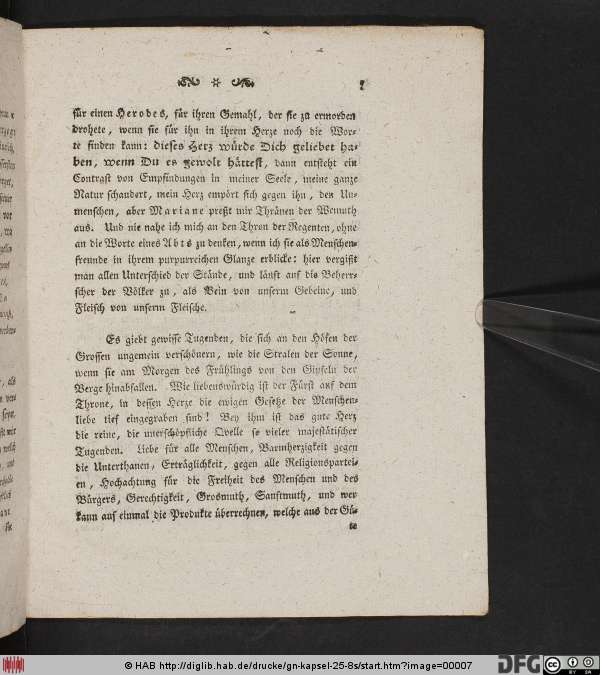 7
für einen Herodes, für ihren Gemahl, der sie zu ermorden
drohete, wenn sie für ihn in ihrem Herze noch die Wor-
te finden kann: dieses Herz würde Dich geliebet ha-
ben, wenn Du es gewolt hättest, dann entsteht ein
Contrast von Empfindungen in meiner Seele, meine ganze
Natur schaudert, mein Herz empört sich gegen ihn, den Un-
menschen, aber Mariane preßt mir Thränen der Wemuth
aus. Und nie nahe ich mich an den Thron der Regenten, ohne
an die Worte eines Abts zu denken, wenn ich sie als Menschen-
freunde in ihrem purpurreichen Glanze erblicke: hier vergißt
man allen Unterschied der Stände, und läuft auf die Beherr-
scher der Völker zu, als Bein von unserm Gebeine, und
Fleisch von unserm Fleische.
Es giebt gewisse Tugenden, die sich an den Höfen der
Grossen ungemein verschönern, wie die Stralen der Sonne,
wenn sie am Morgen des Frühlings von den Gipfeln der
Berge hinabfallen. Wie liebenswürdig ist der Fürst auf dem
Throne, in dessen Herze die ewigen Gesetze der Menschen-
liebe tief eingegraben sind! Bey ihm ist das gute Herz
die reine, die unerschöpfliche Qvelle so vieler majestätischer
Tugenden. Liebe für alle Menschen, Barmherzigkeit gegen
die Unterthanen, Erträglichkeit, gegen alle Religionspartei-
en, Hochachtung für die Freiheit des Menschen und des
Bürgers, Gerechtigkeit, Grosmuth, Sanftmuth, und wer
kann auf einmal die Produkte überrechnen, welche aus der Gü-
te
© HAB http://diglib.hab.de/drucke/gn-kapsel-25-8s/start.htm?image=00007
DFG
cc BY SA